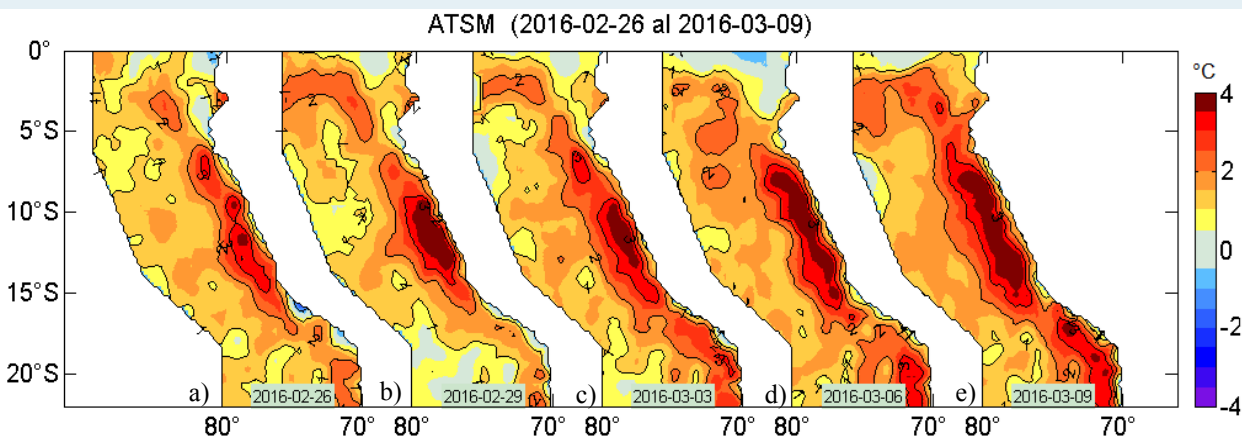 ATSM (2016-02-26 al 2016-03-09)
0°
5°S
10°S
15°S
20°S
a) 2016-02-26
b) 2016-02-29
c) 2016-03-03
d) 2016-03-06
e) 2016-03-09
80° 70° 80° 70° 80° 70° 80° 70° 80° 70°
°C
4
2
0
-2
-4